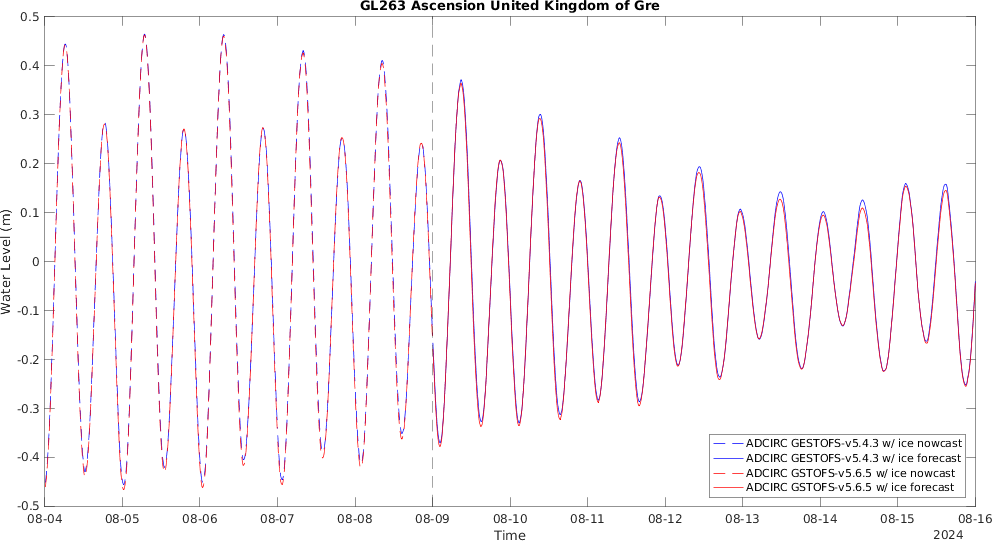 GL263 Ascension United Kingdom of Gre
0.5
0.4
0.3
0.2
0.1
0
-0.1
-0.2
-0.3
-0.4
-0.5
Water Level (m)
08-04 08-05 08-06 08-07 08-08 08-09 08-10 08-11 08-12 08-13 08-14 08-15 08-16
Time
2024
ADCIRC GESTOFS-v5.4.3 w/ ice nowcast
ADCIRC GESTOFS-v5.4.3 w/ ice forecast
ADCIRC GSTOFS-v5.6.5 w/ ice nowcast
ADCIRC GSTOFS-v5.6.5 w/ ice forecast